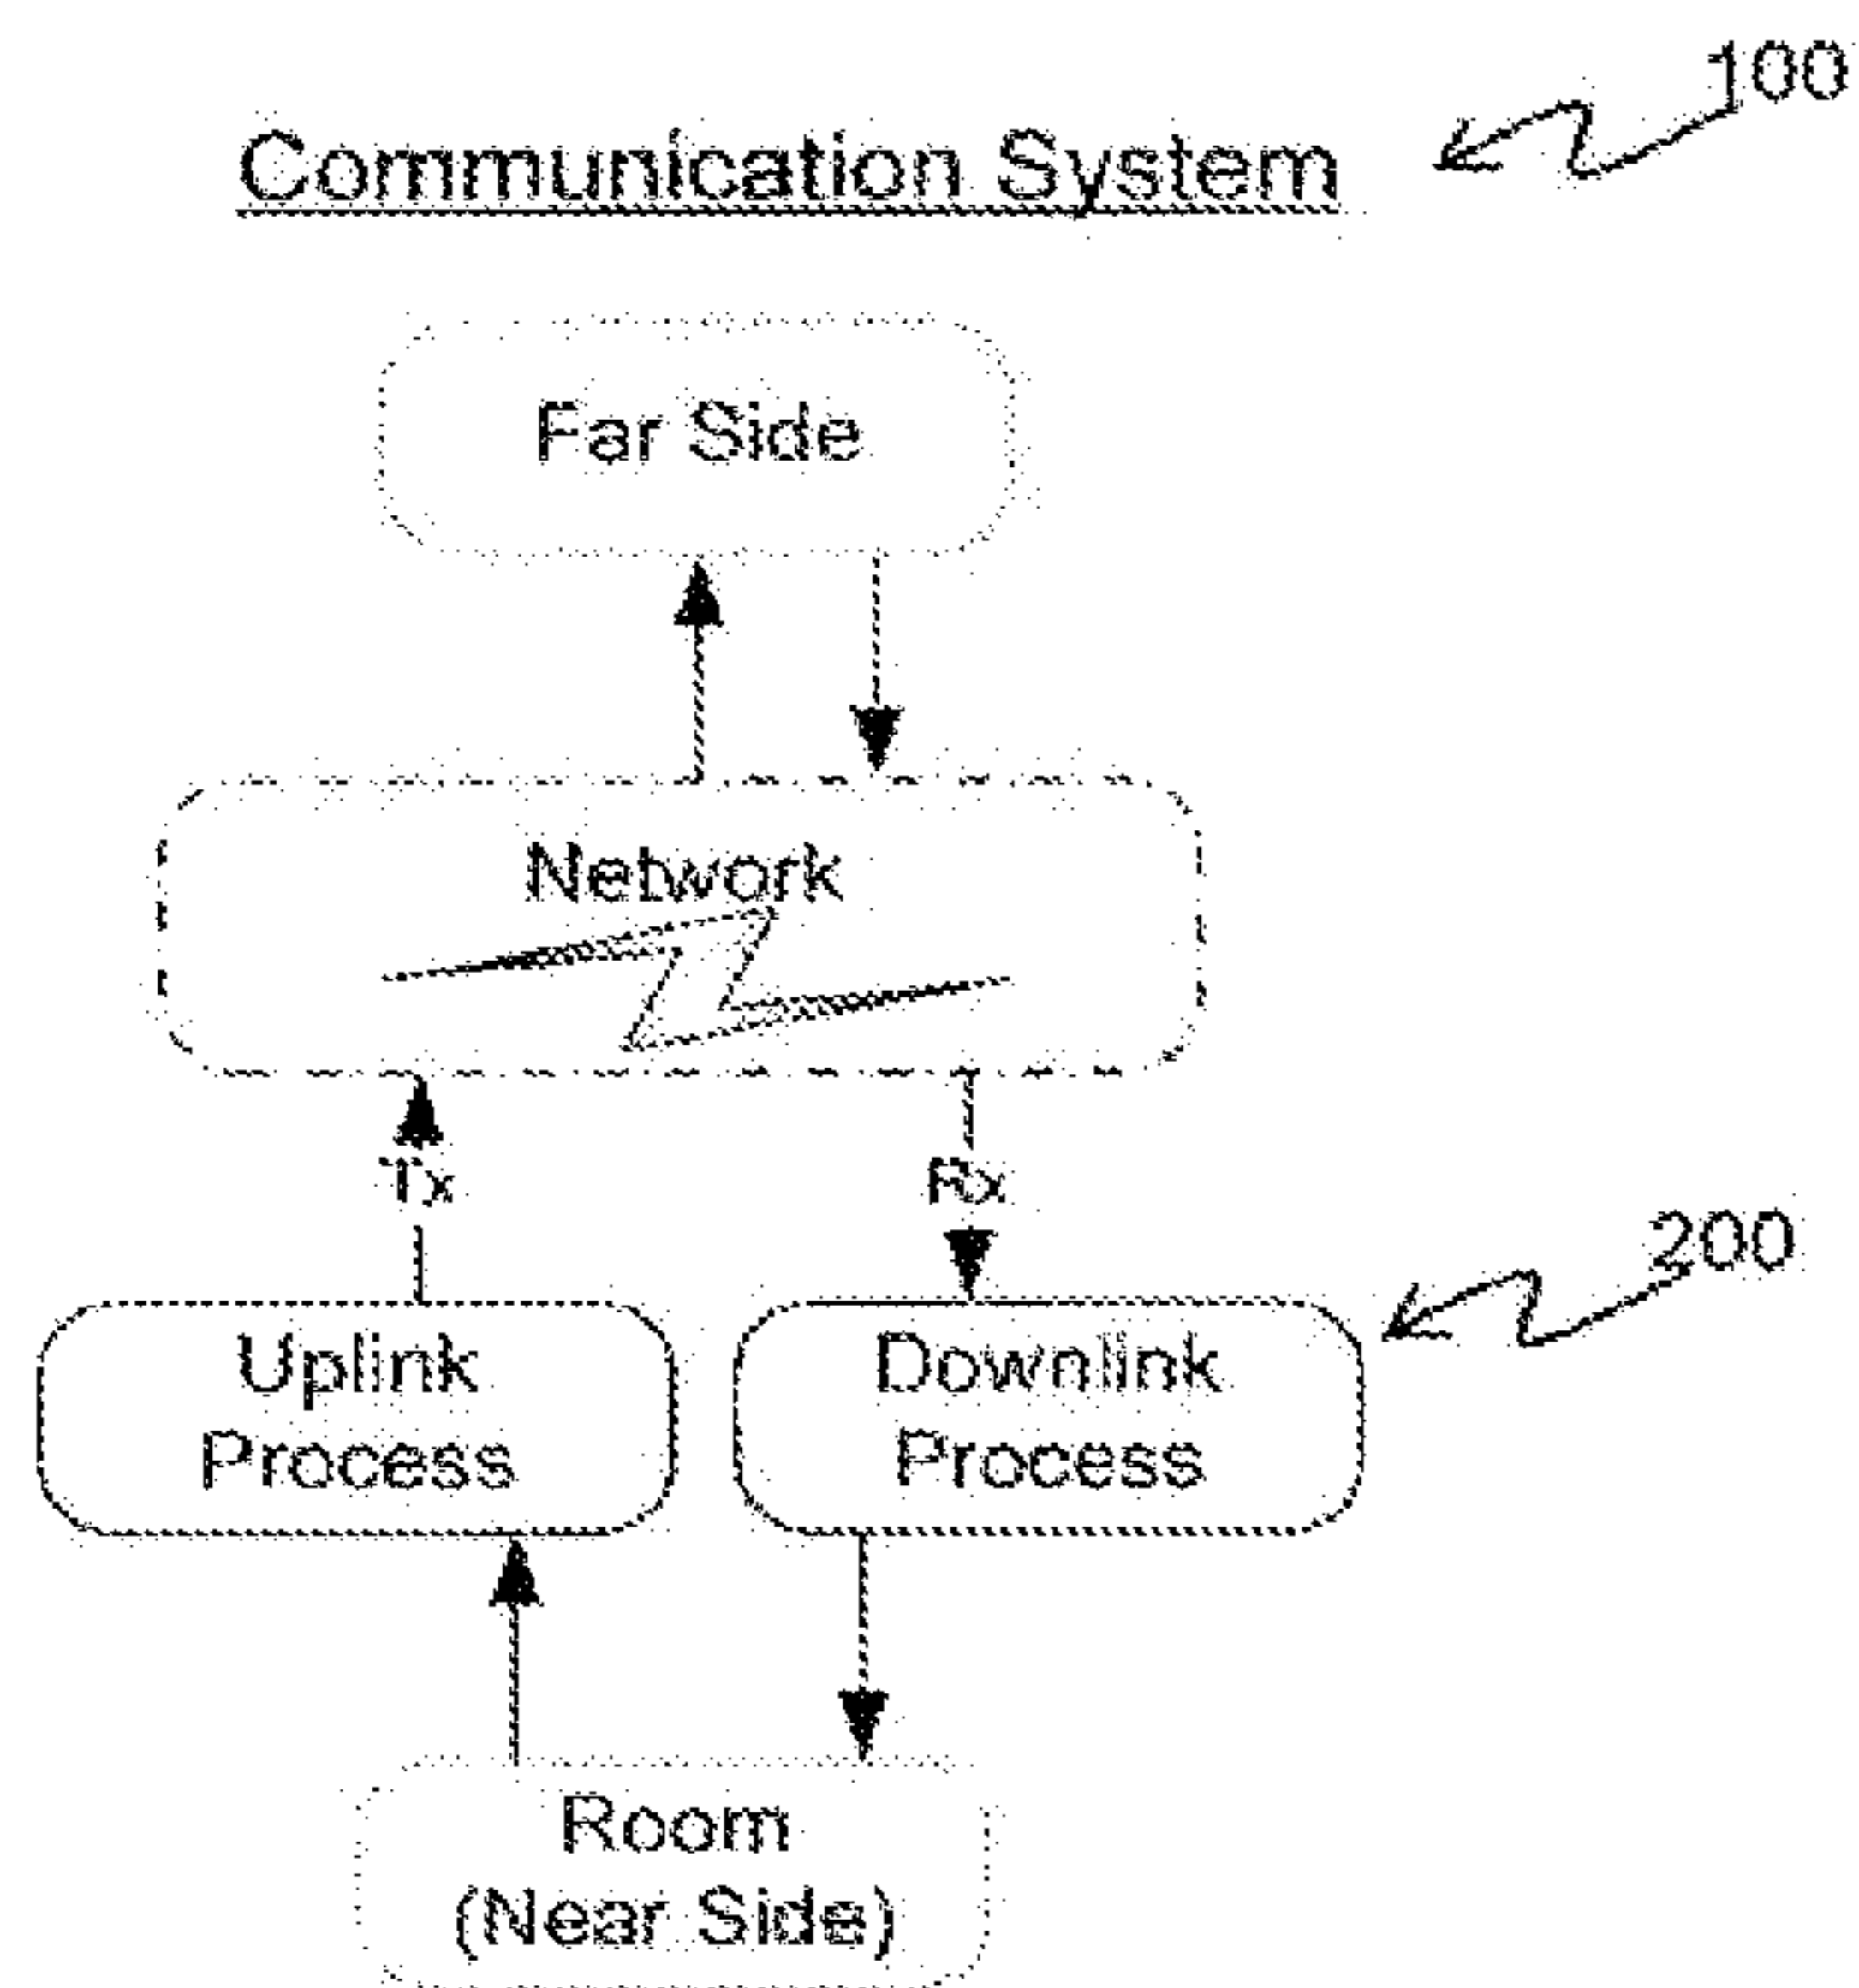 100
Communication System
Far Side
Network
Tx
Rx
200
Uplink
Process
Downlink
Process
Room
(Near Side)